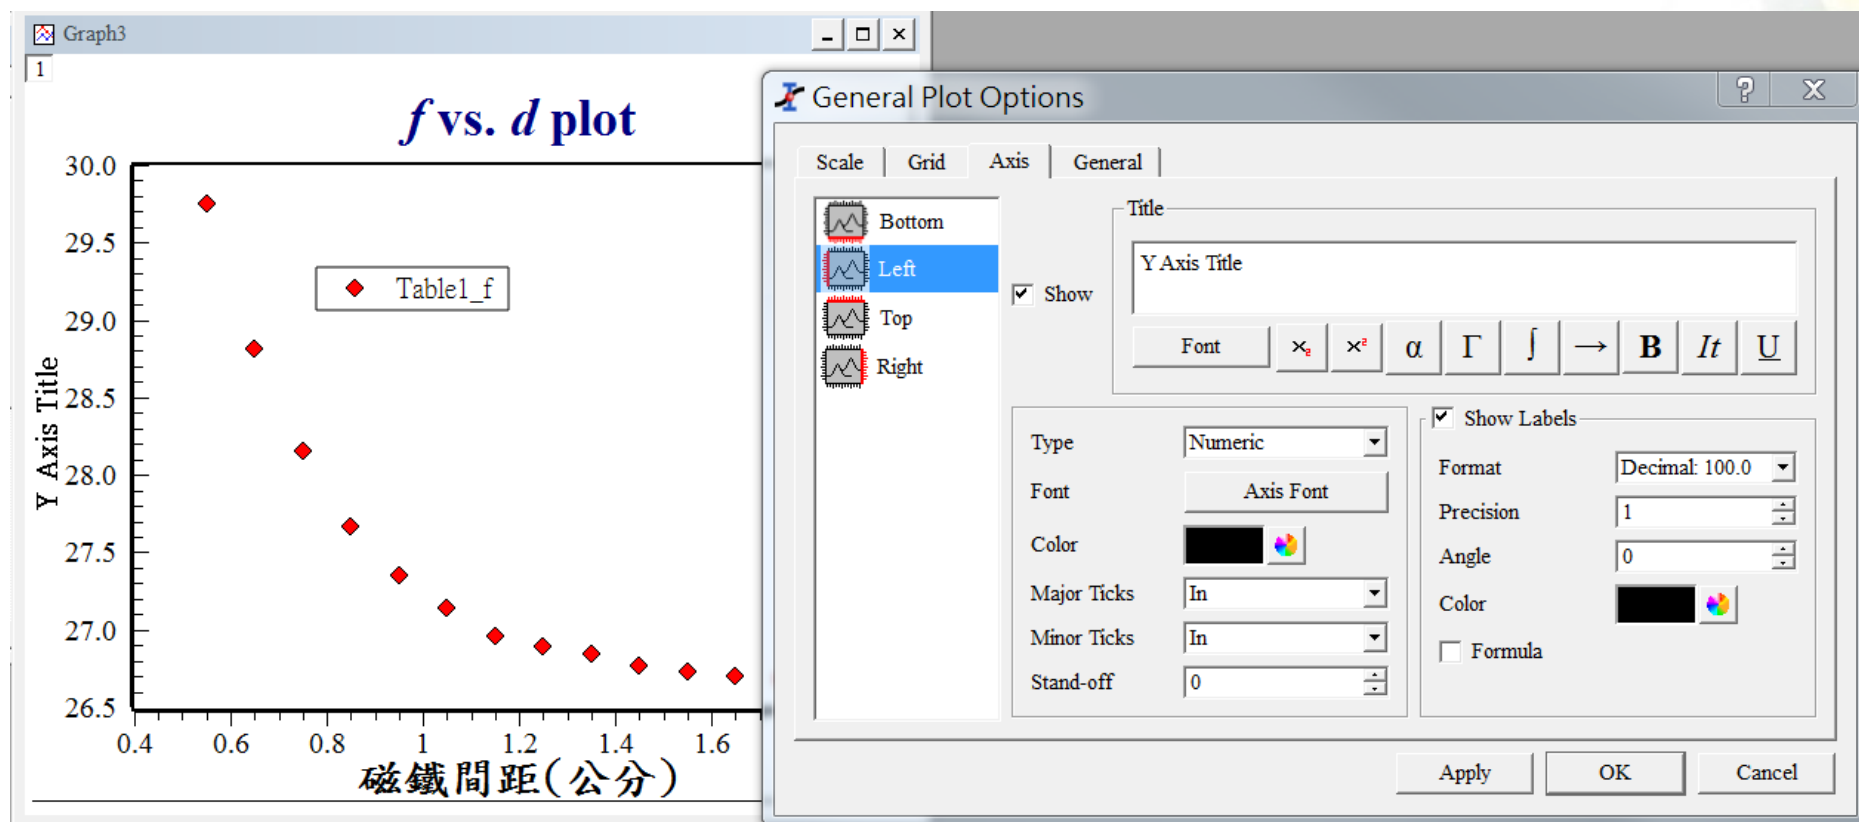 Graph3
1
f vs. d plot
30.0
29.5
29.0
28.5
28.0
27.5
27.0
26.5
Y Axis Title
Table1_f
0.4 0.6 0.8 1 1.2 1.4 1.6
磁鐵間距(公分)
General Plot Options
Scale Grid Axis General
Bottom
Left
Top
Right
Show
Title
Y Axis Title
Font x₂ x² α Γ ∫ → B It U
Type Numeric
Font Axis Font
Color
Major Ticks In
Minor Ticks In
Stand-off 0
Show Labels
Format Decimal: 100.0
Precision 1
Angle 0
Color
Formula
Apply OK Cancel